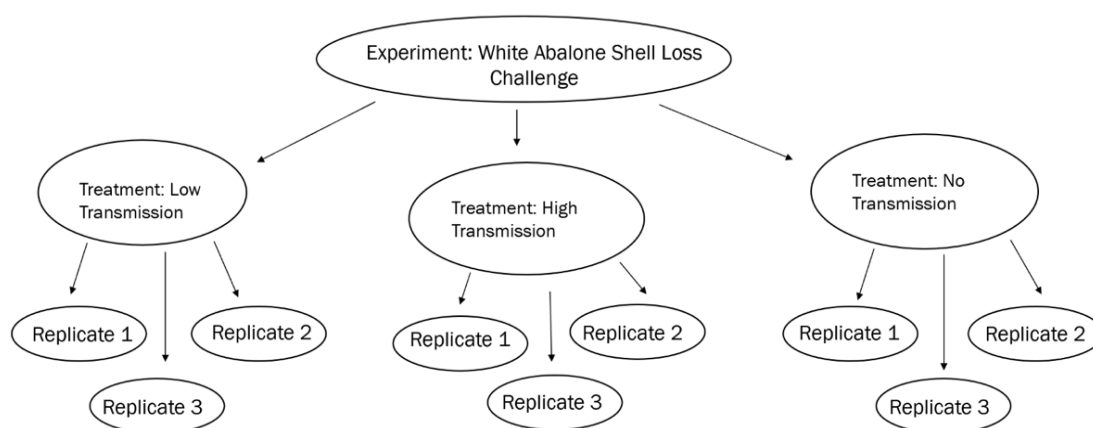 Experiment: White Abalone Shell Loss
Challenge
Treatment: Low
Transmission
Treatment: High
Transmission
Treatment: No
Transmission
Replicate 1
Replicate 2
Replicate 3
Replicate 1
Replicate 2
Replicate 3
Replicate 1
Replicate 2
Replicate 3